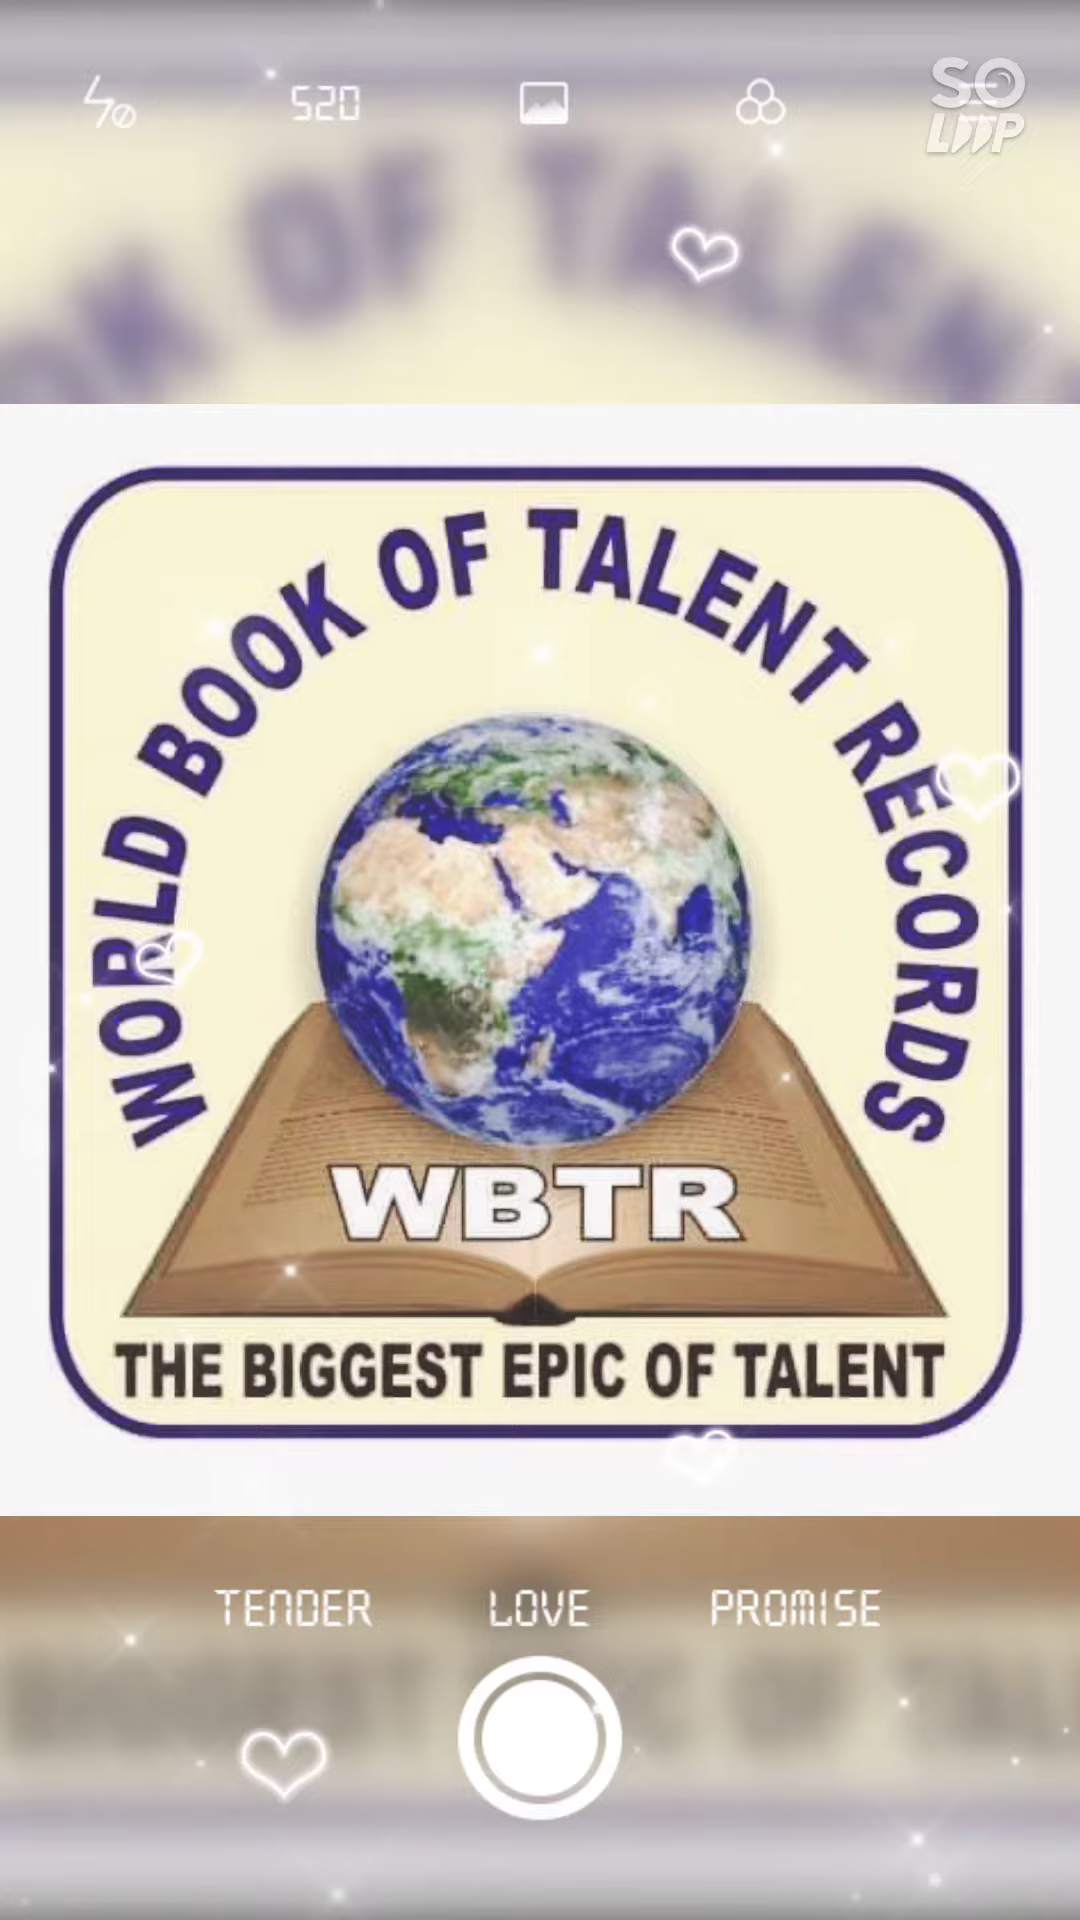 520
SO
LOOP
WORLD BOOK OF TALENT RECORDS
WBTR
THE BIGGEST EPIC OF TALENT
TENDER LOVE PROMISE